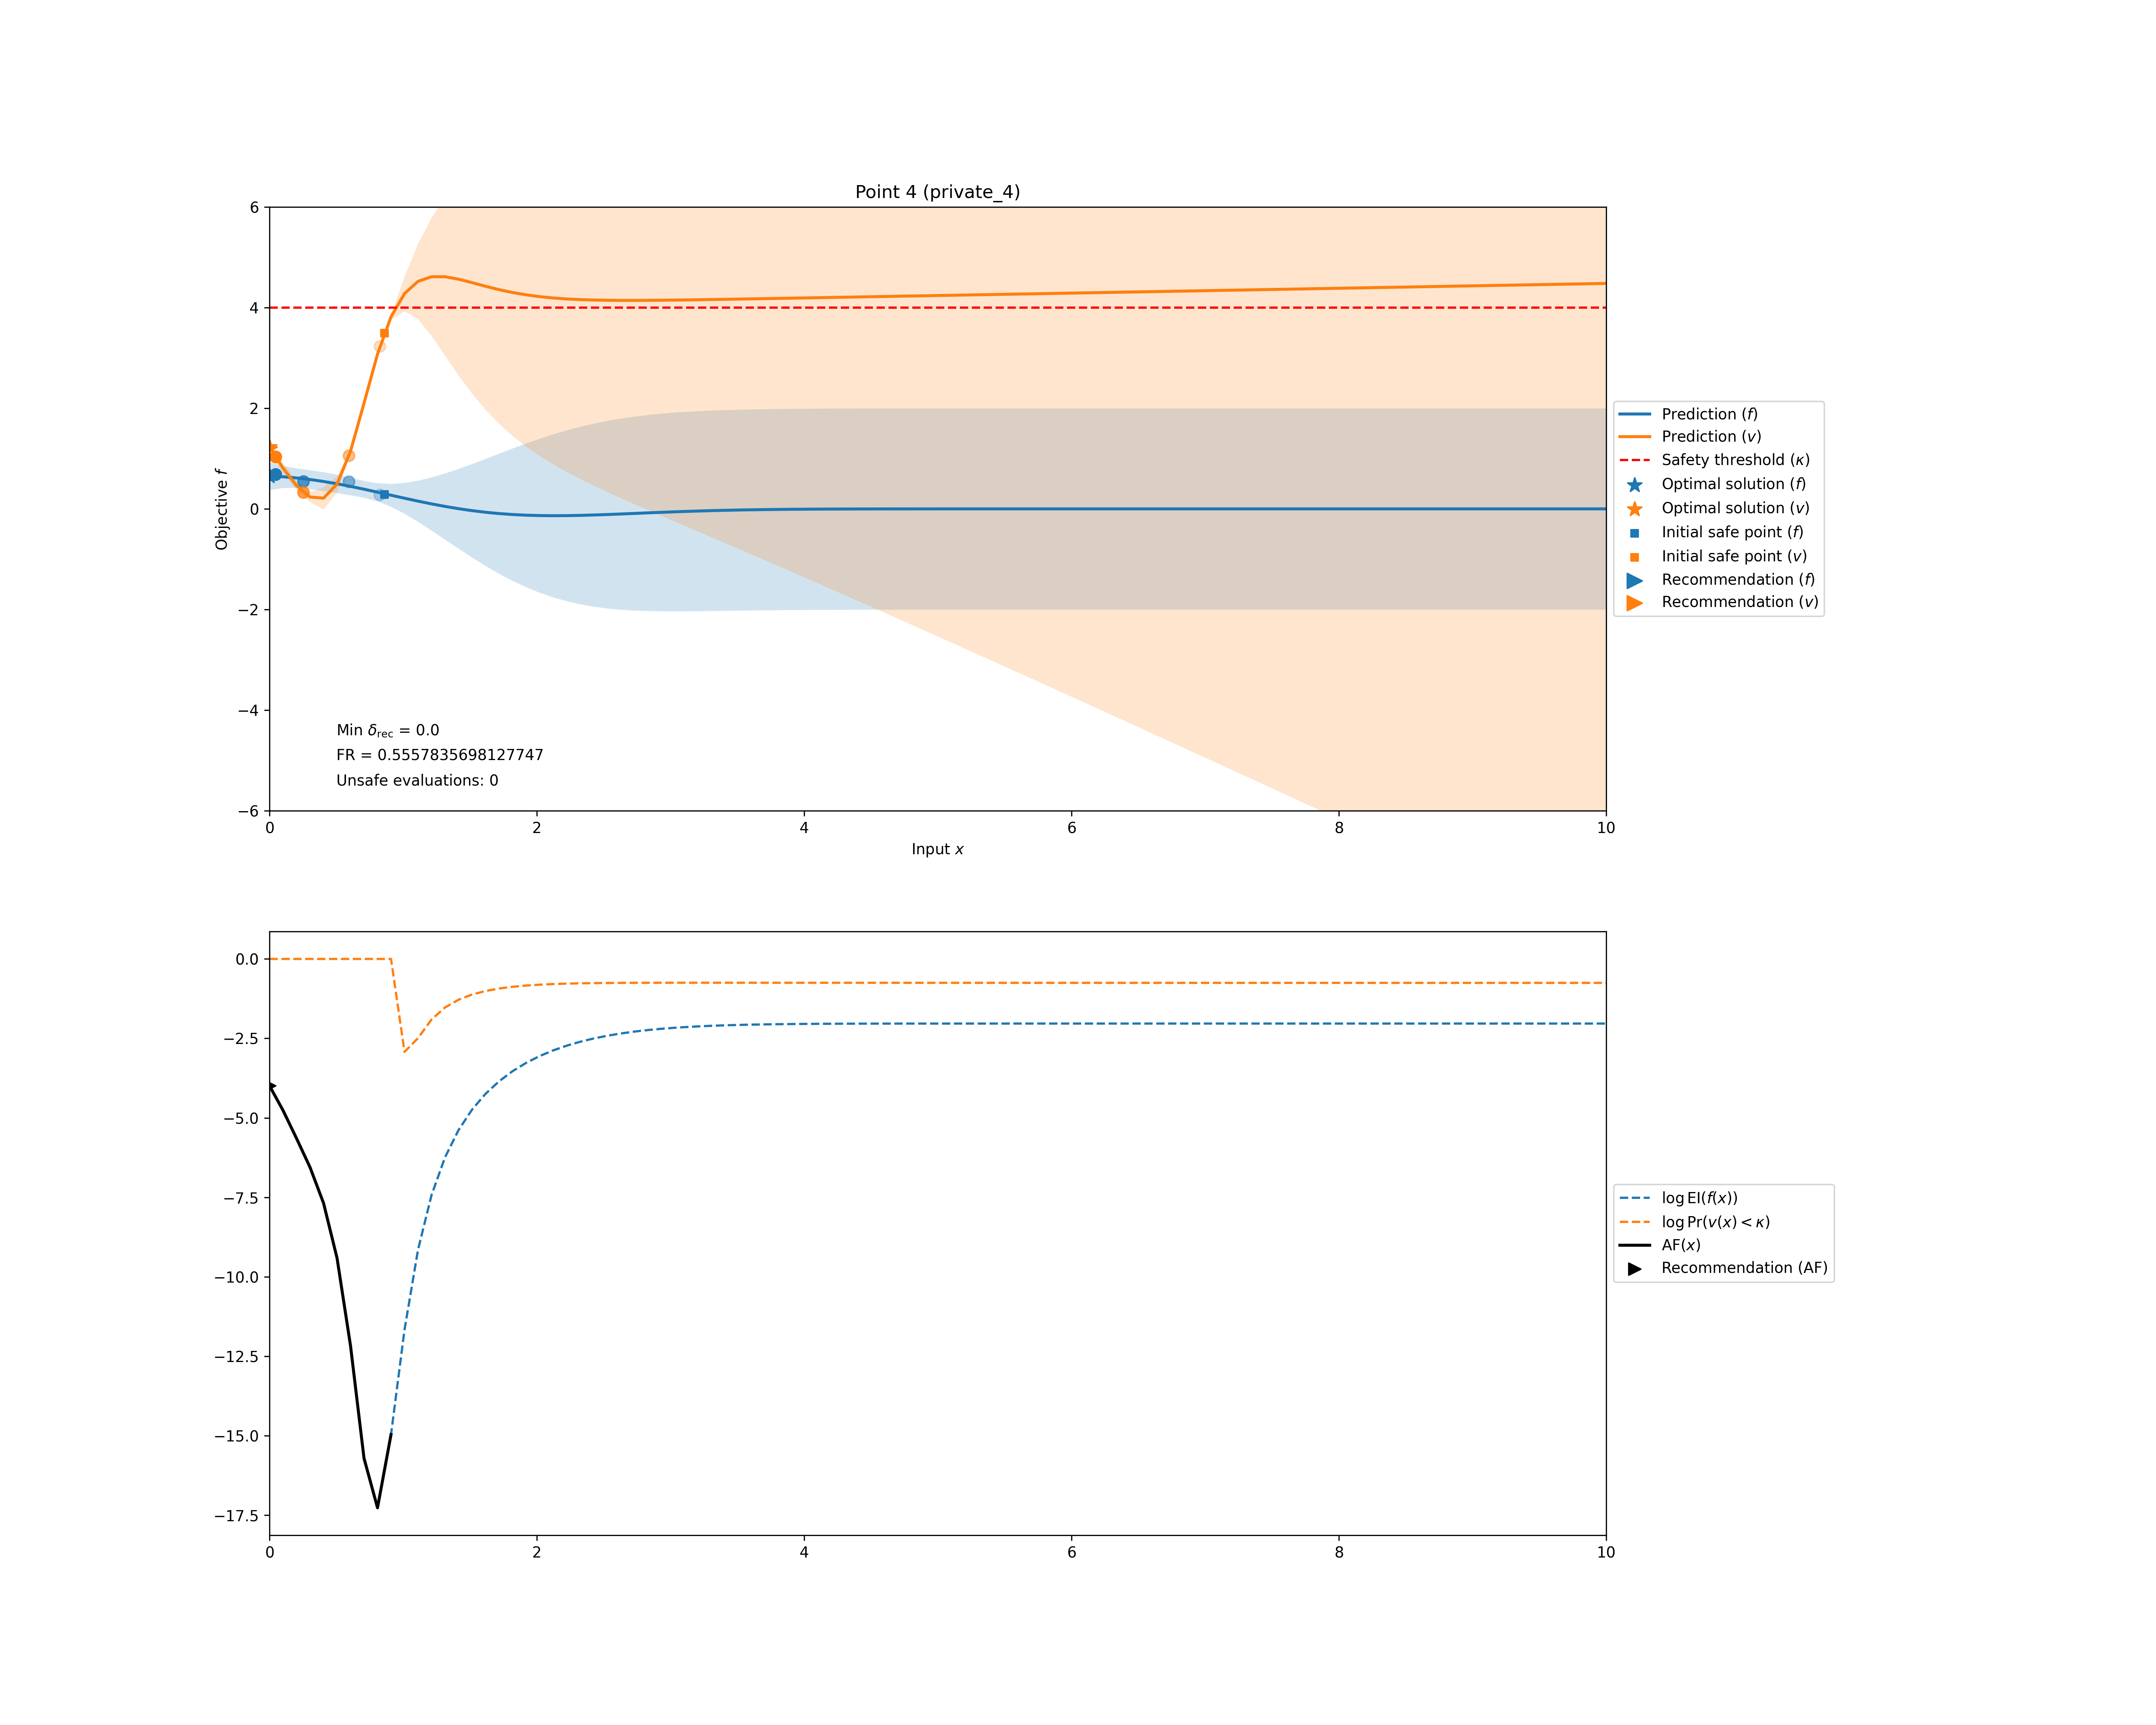 Point 4 (private_4)
6
4
2
0
−2
−4
−6
Objective f
Min δrec = 0.0
FR = 0.5557835698127747
Unsafe evaluations: 0
0 2 4 6 8 10
Input x
Prediction (f)
Prediction (v)
Safety threshold (κ)
Optimal solution (f)
Optimal solution (v)
Initial safe point (f)
Initial safe point (v)
Recommendation (f)
Recommendation (v)
0.0
−2.5
−5.0
−7.5
−10.0
−12.5
−15.0
−17.5
0 2 4 6 8 10
log EI(f(x))
log Pr(v(x) < κ)
AF(x)
Recommendation (AF)